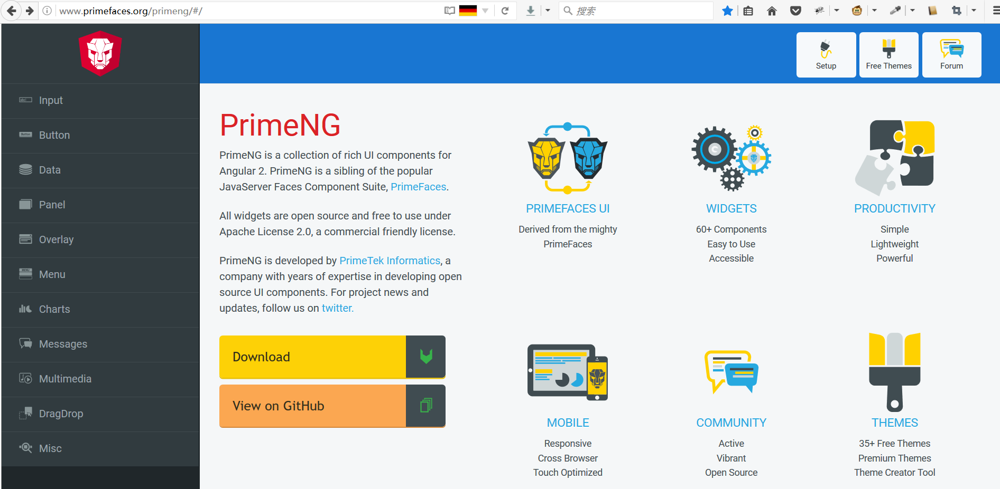 www.primefaces.org/primeng/#/
搜索
Setup
Free Themes
Forum
Input
Button
Data
Panel
Overlay
MENU
Menu
Charts
Messages
Multimedia
DragDrop
Misc
PrimeNG
PrimeNG is a collection of rich UI components for
Angular 2. PrimeNG is a sibling of the popular
JavaServer Faces Component Suite, PrimeFaces.
All widgets are open source and free to use under
Apache License 2.0, a commercial friendly license.
PrimeNG is developed by PrimeTek Informatics, a
company with years of expertise in developing open
source UI components. For project news and
updates, follow us on twitter.
Download
View on GitHub
PRIMEFACES UI
Derived from the mighty
PrimeFaces
WIDGETS
60+ Components
Easy to Use
Accessible
PRODUCTIVITY
Simple
Lightweight
Powerful
MOBILE
Responsive
Cross Browser
Touch Optimized
COMMUNITY
Active
Vibrant
Open Source
THEMES
35+ Free Themes
Premium Themes
Theme Creator Tool